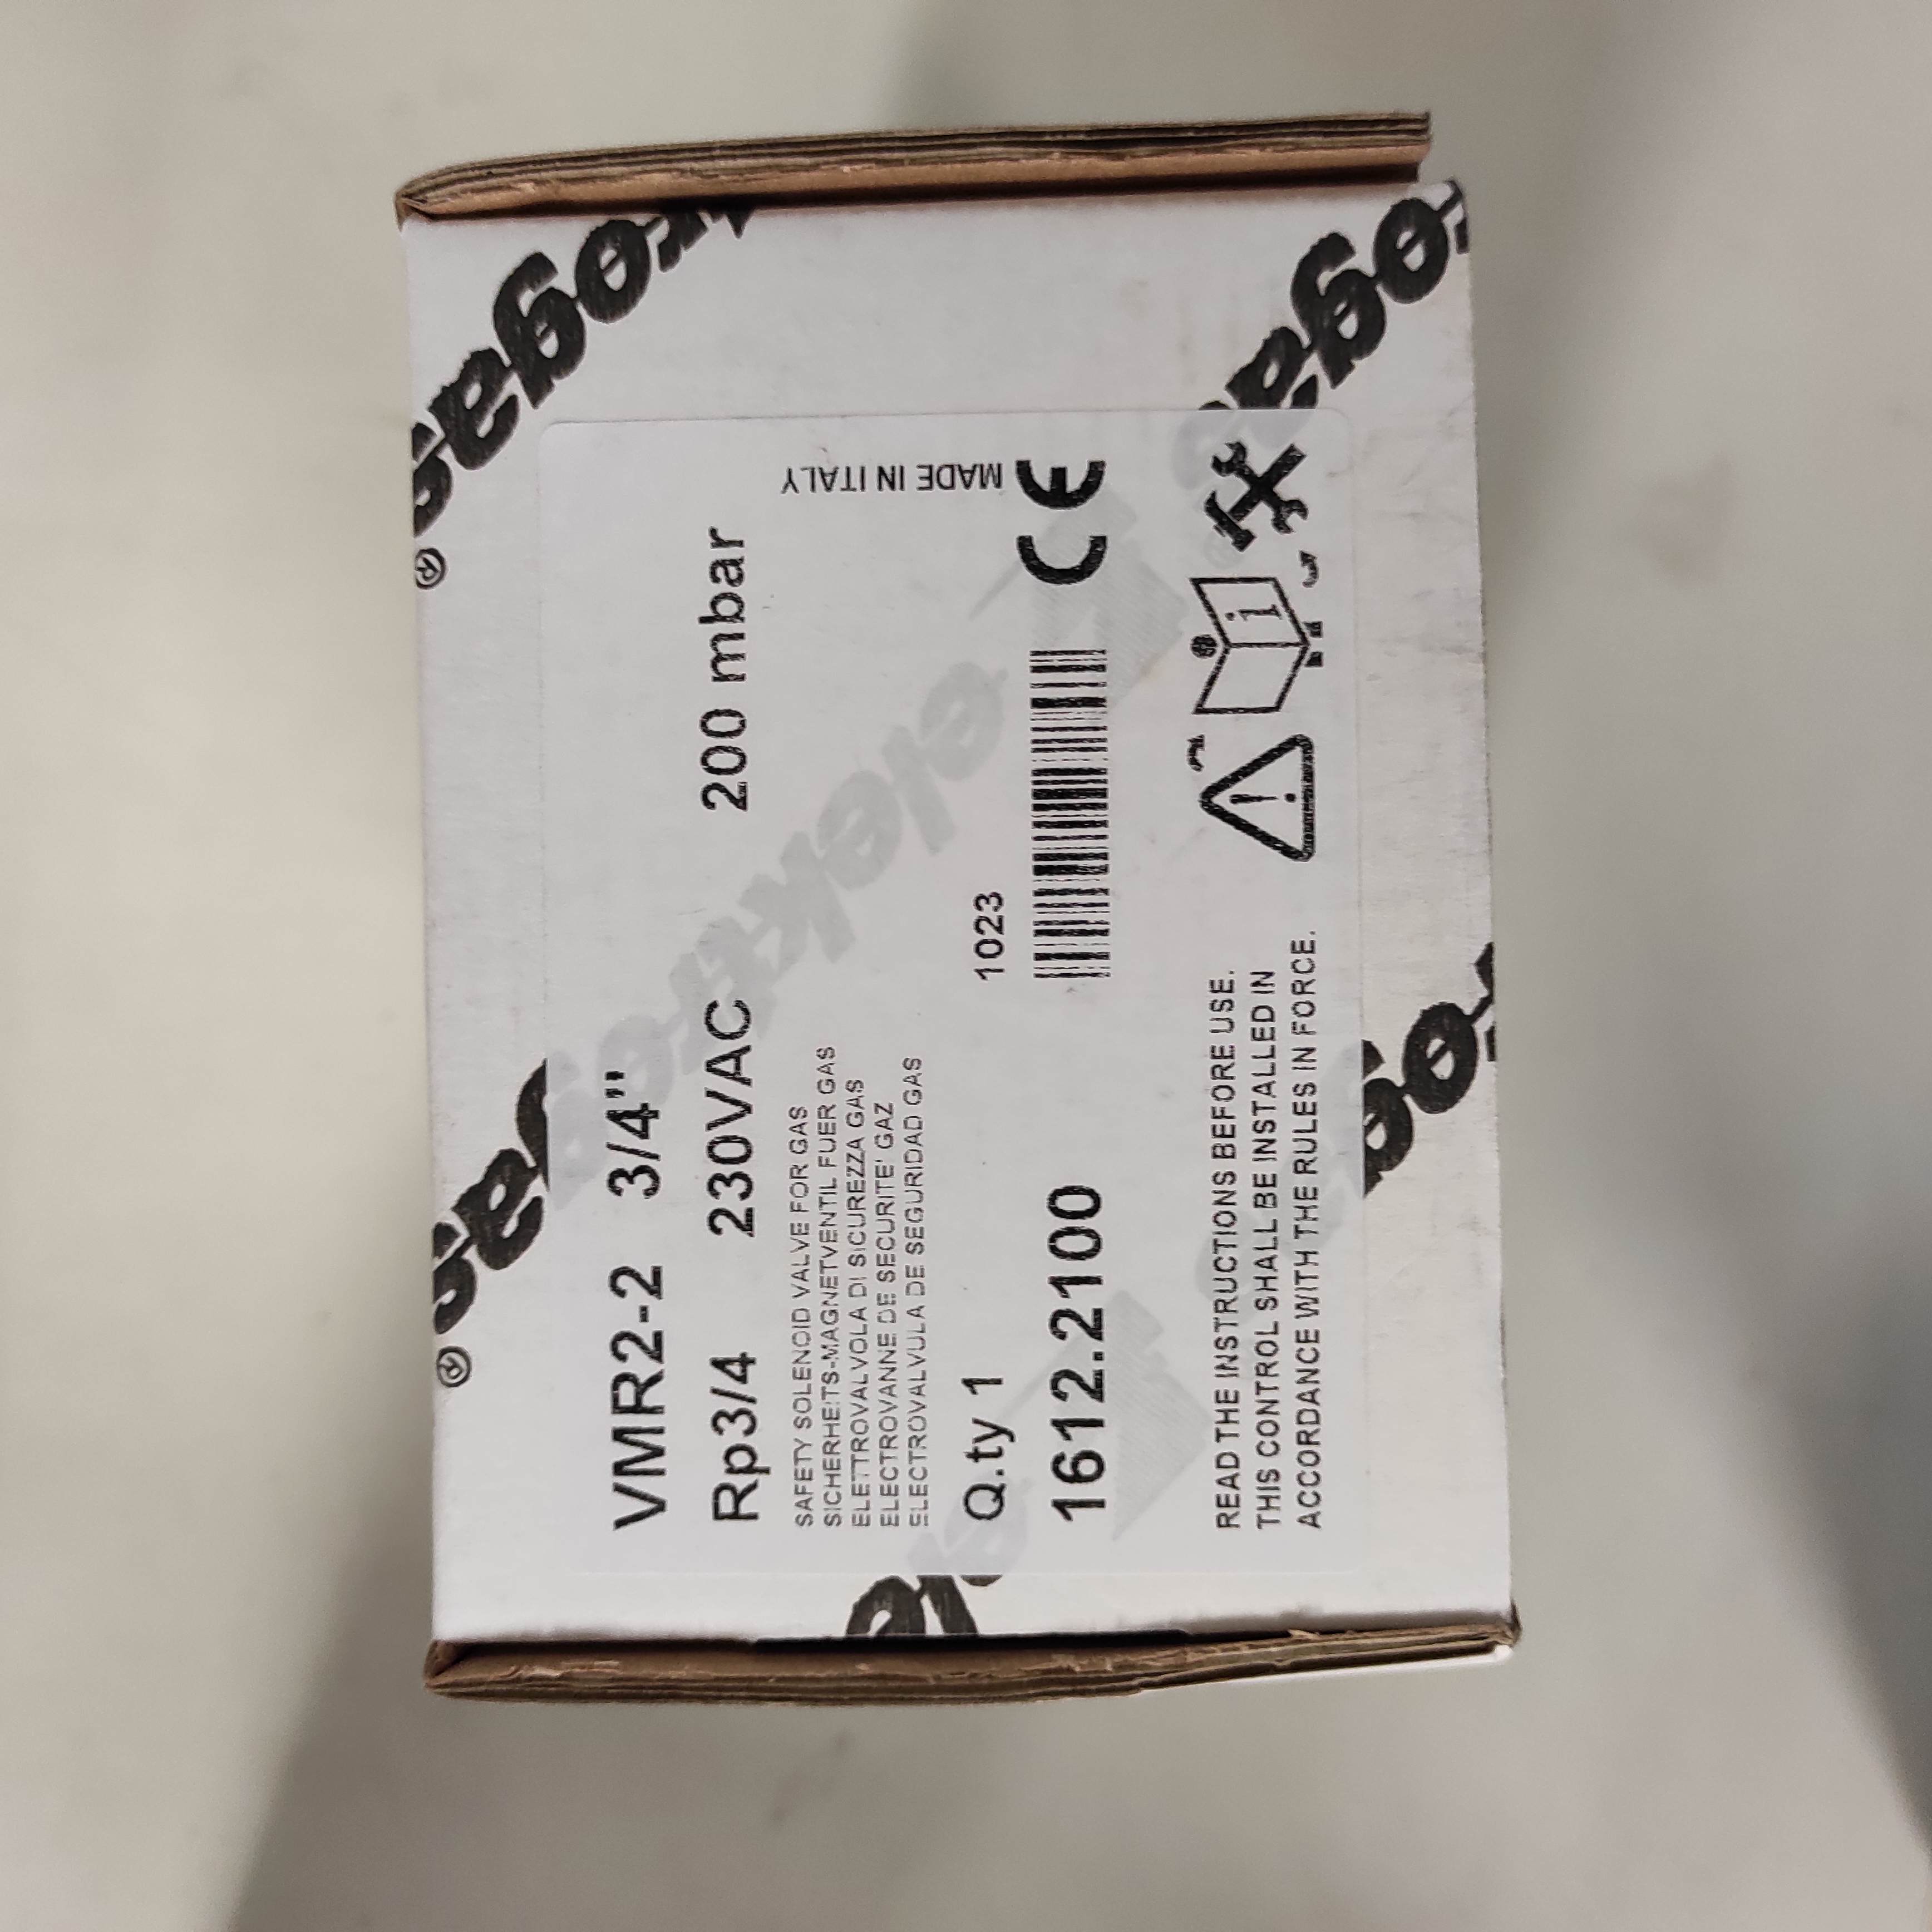 VMR2-2 3/4"
Rp3/4 230VAC 200 mbar
SAFETY SOLENOID VALVE FOR GAS
SICHERHEITS-MAGNETVENTIL FUER GAS
ELETTROVALVOLA DI SICUREZZA GAS
ELECTROVANNE DE SECURITE' GAZ
ELECTROVALVULA DE SEGURIDAD GAS
MADE IN ITALY
Q.ty 1 1023
1612.2100 CE
READ THE INSTRUCTIONS BEFORE USE.
THIS CONTROL SHALL BE INSTALLED IN
ACCORDANCE WITH THE RULES IN FORCE.
elektrogas